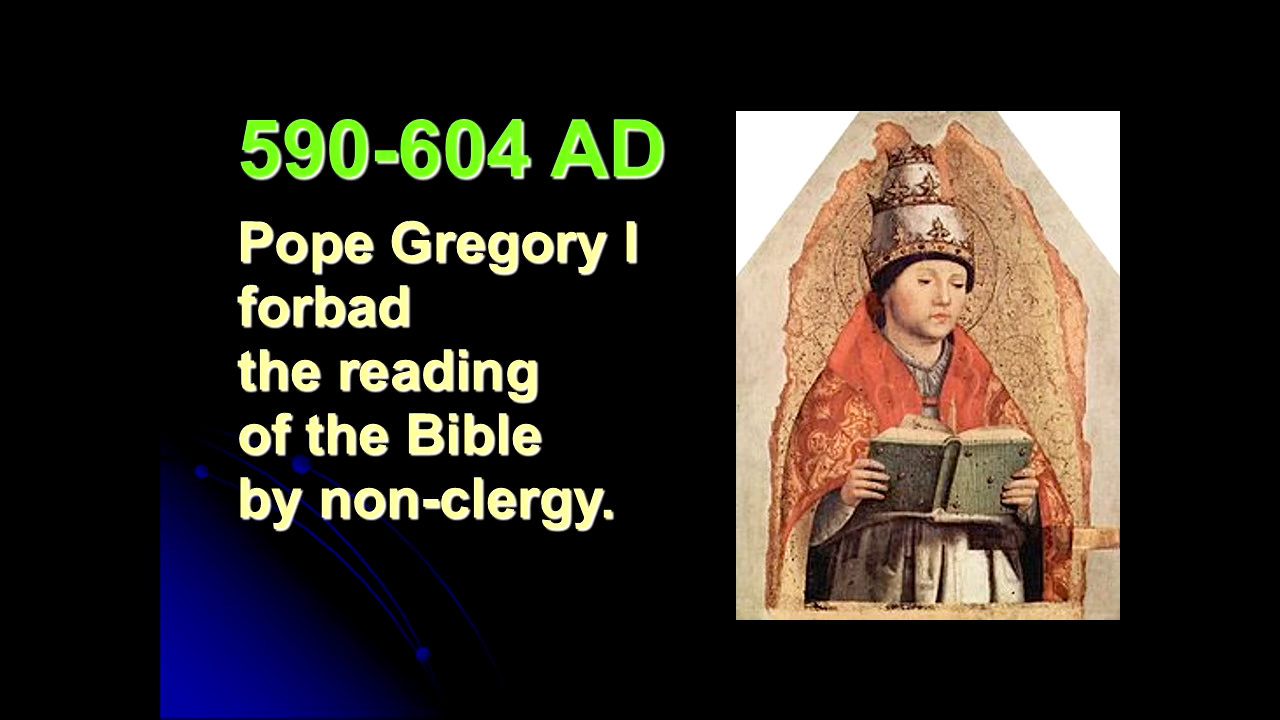 590-604 AD
Pope Gregory I
forbad
the reading
of the Bible
by non-clergy.